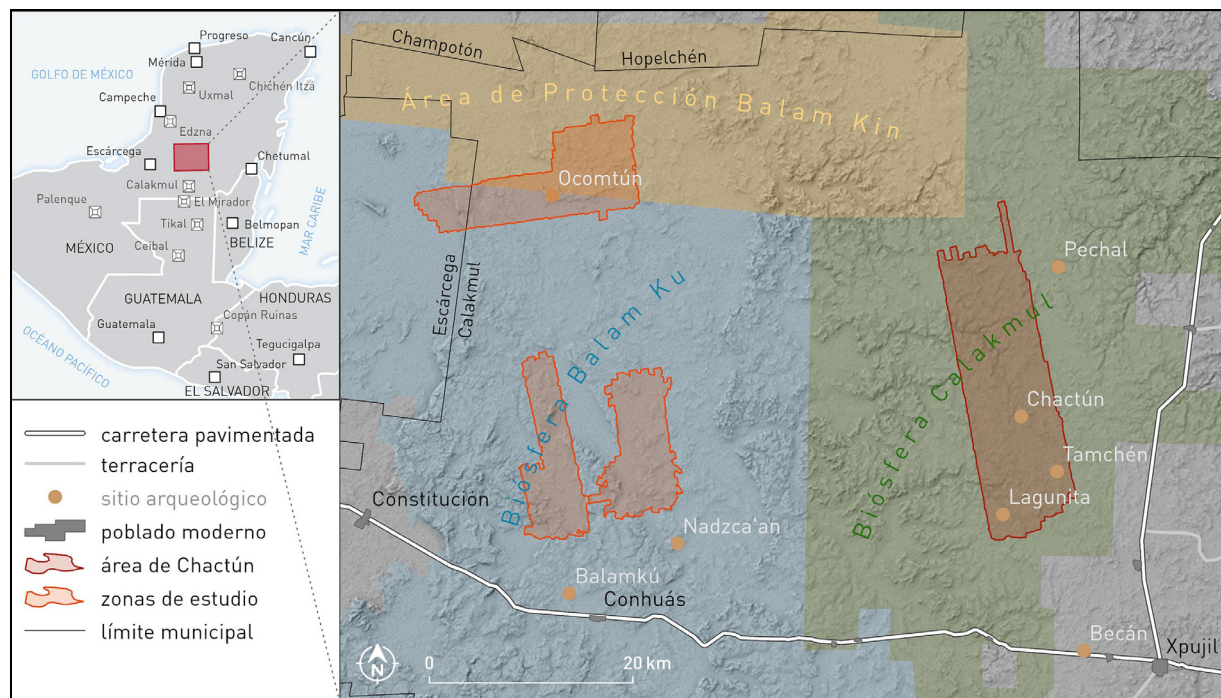 Progreso
Cancún
Mérida
GOLFO DE MÉXICO
Chichén Itzá
Uxmal
Campeche
Edzna
Escárcega
Chetumal
Calakmul
El Mirador
Palenque
Tikal
Belmopan
MAR CARIBE
MÉXICO
BELIZE
Ceibal
GUATEMALA
HONDURAS
Copán Ruinas
Guatemala
Tegucigalpa
OCÉANO PACÍFICO
San Salvador
EL SALVADOR
carretera pavimentada
terracería
sitio arqueológico
poblado moderno
área de Chactún
zonas de estudio
límite municipal
Champotón
Hopelchén
Área de Protección Balam Kin
Ocomtún
Pechal
Escárcega
Calakmul
Biósfera Balam Ku
Biósfera Calakmul
Chactún
Tamchén
Lagunita
Constitución
Nadzca'an
Balamkú
Conhuás
Becán
Xpujil
N
0 20 km